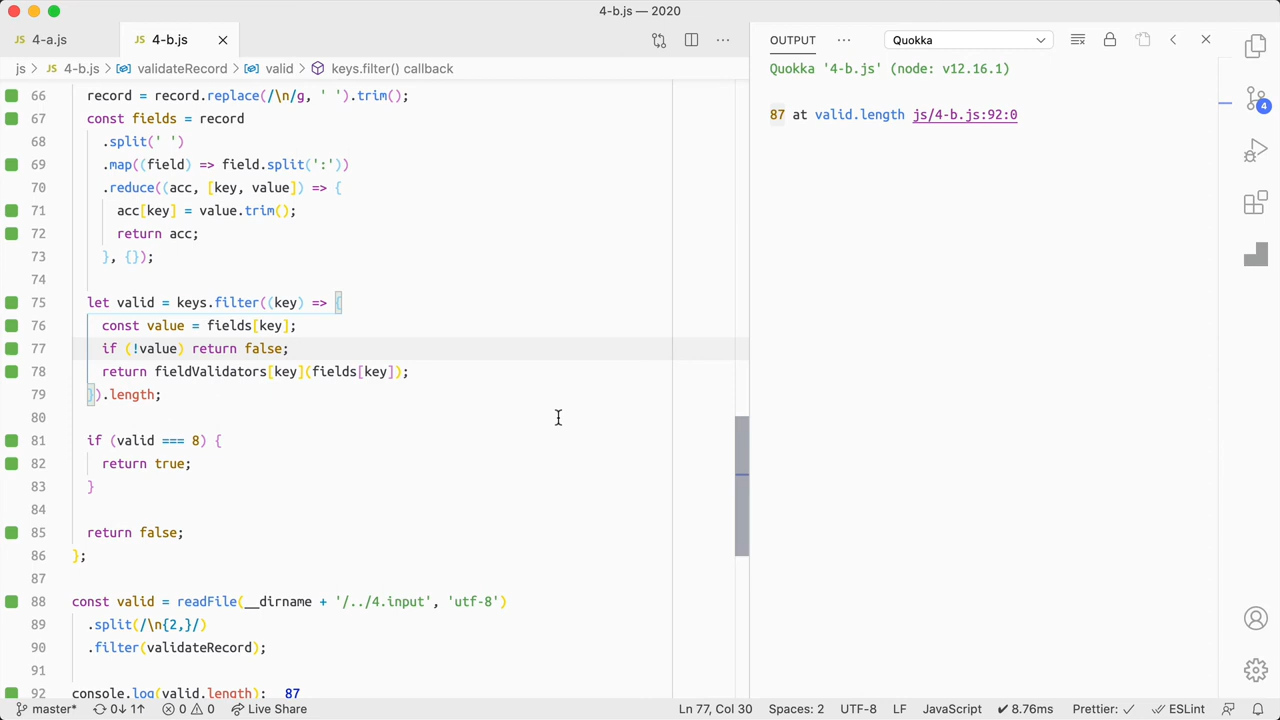 4-b.js — 2020
JS 4-a.js
JS 4-b.js
OUTPUT
Quokka
js > JS 4-b.js > validateRecord > valid > keys.filter() callback
Quokka '4-b.js' (node: v12.16.1)
87 at valid.length js/4-b.js:92:0
66 record = record.replace(/\n/g, ' ').trim();
67 const fields = record
68 .split(' ')
69 .map((field) => field.split(':'))
70 .reduce((acc, [key, value]) => {
71 acc[key] = value.trim();
72 return acc;
73 }, {});
74
75 let valid = keys.filter((key) => {
76 const value = fields[key];
77 if (!value) return false;
78 return fieldValidators[key](fields[key]);
79 }).length;
80
81 if (valid === 8) {
82 return true;
83 }
84
85 return false;
86 };
87
88 const valid = readFile(__dirname + '/../4.input', 'utf-8')
89 .split(/\n{2,}/)
90 .filter(validateRecord);
91
92 console.log(valid.length); 87
4
master* 0↓ 1↑ 0 0 Live Share Ln 77, Col 30 Spaces: 2 UTF-8 LF JavaScript ✓ 8.76ms Prettier: ✓ ESLint